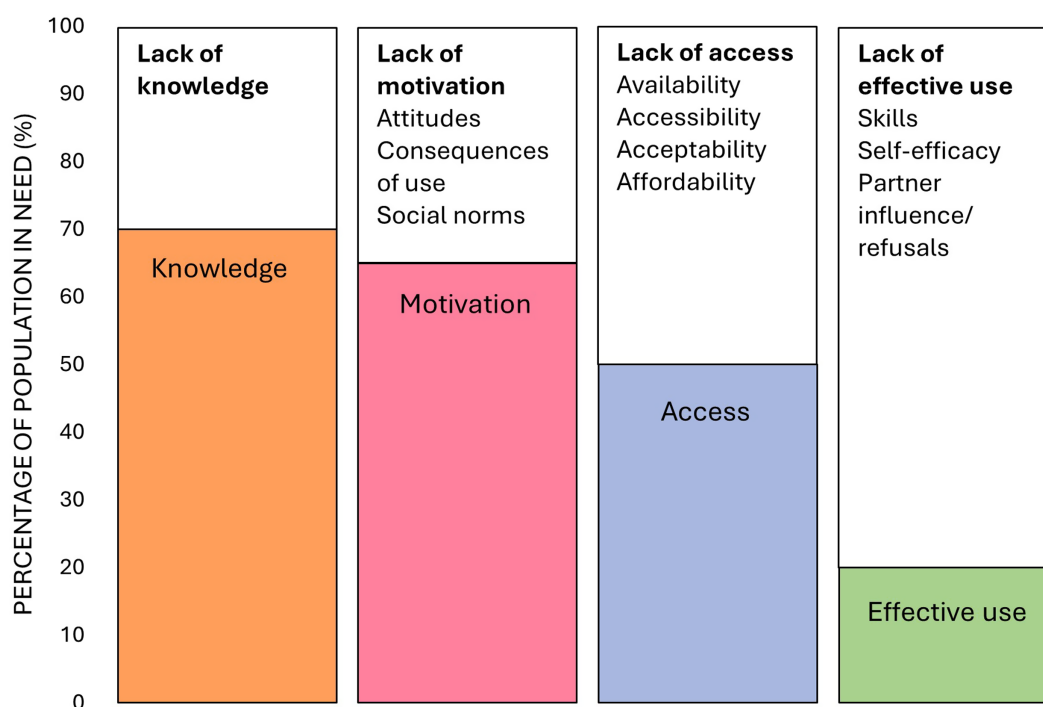 PERCENTAGE OF POPULATION IN NEED (%)
100
90
80
70
60
50
40
30
20
10
0
Lack of
knowledge
Knowledge
Lack of
motivation
Attitudes
Consequences
of use
Social norms
Motivation
Lack of access
Availability
Accessibility
Acceptability
Affordability
Access
Lack of
effective use
Skills
Self-efficacy
Partner
influence/
refusals
Effective use